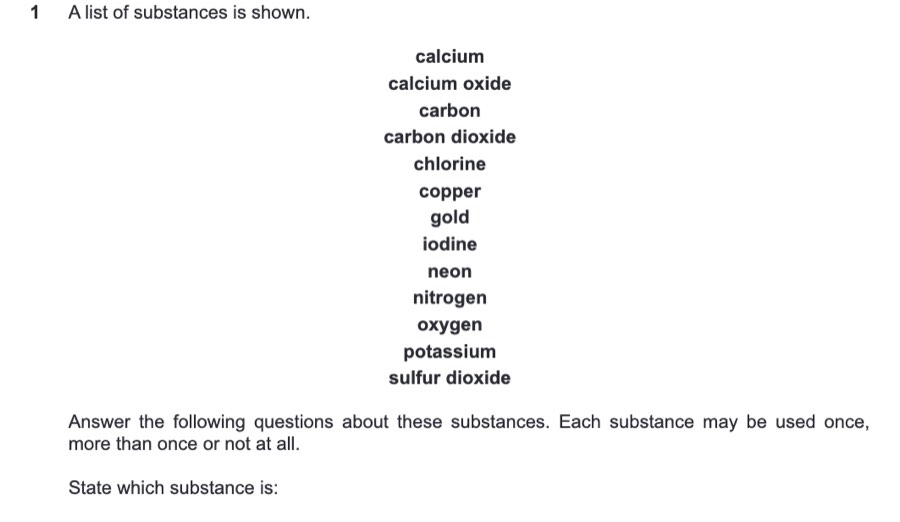 1 A list of substances is shown.
calcium
calcium oxide
carbon
carbon dioxide
chlorine
copper
gold
iodine
neon
nitrogen
oxygen
potassium
sulfur dioxide
Answer the following questions about these substances. Each substance may be used once,
more than once or not at all.
State which substance is: